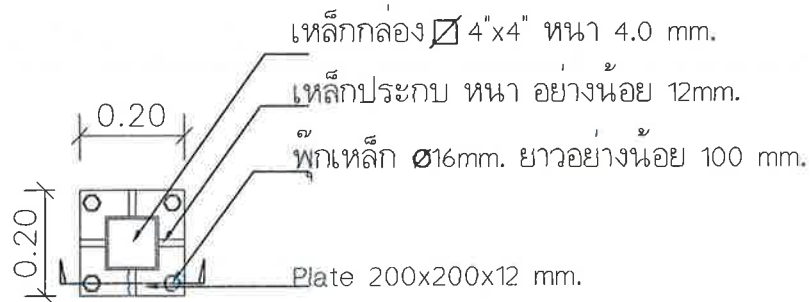 เหล็กกล่อง 4"x4" หนา 4.0 mm.
เหล็กประกบ หนา อย่างน้อย 12mm.
0.20
พุ๊กเหล็ก Ø16mm. ยาวอย่างน้อย 100 mm.
0.20
Plate 200x200x12 mm.